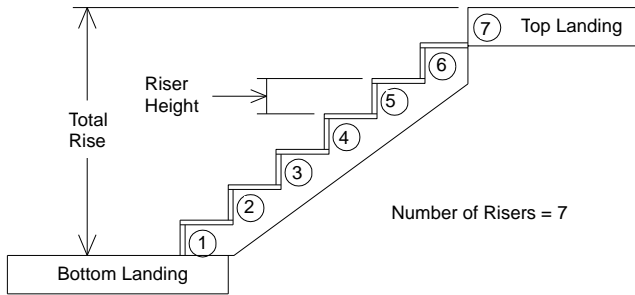 7
Top Landing
6
Riser
Height
5
Total
Rise
4
3
2
Number of Risers = 7
1
Bottom Landing